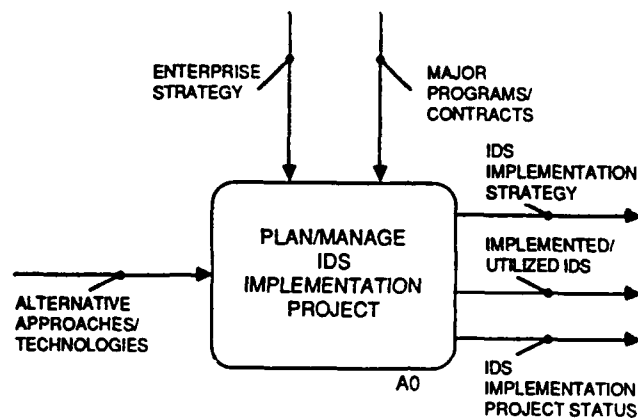 ENTERPRISE
STRATEGY
MAJOR
PROGRAMS/
CONTRACTS
IDS
IMPLEMENTATION
STRATEGY
PLAN/MANAGE
IDS
IMPLEMENTATION
PROJECT
IMPLEMENTED/
UTILIZED IDS
ALTERNATIVE
APPROACHES/
TECHNOLOGIES
A0
IDS
IMPLEMENTATION
PROJECT STATUS